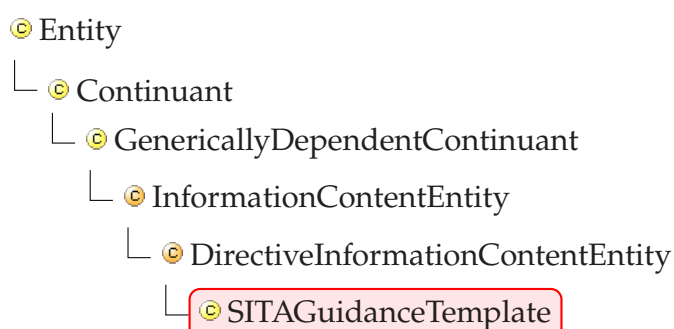 Entity
Continuant
GenericallyDependentContinuant
InformationContentEntity
DirectiveInformationContentEntity
SITAGuidanceTemplate